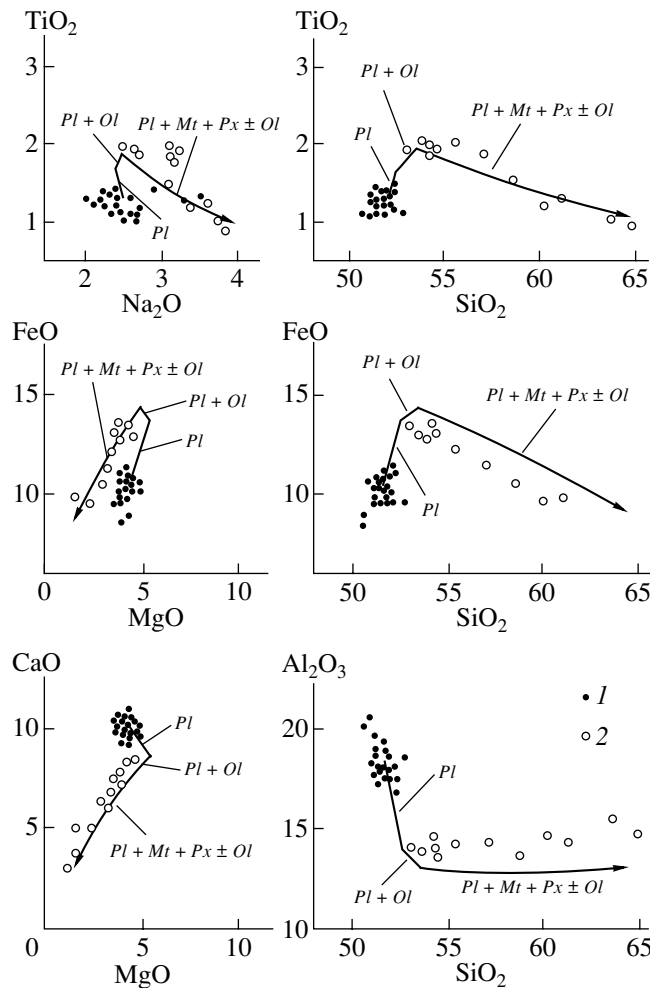 TiO₂
3
2
1
Pl + Ol
Pl + Mt + Px ± Ol
Pl
2 3 4
Na₂O
TiO₂
3
2
1
Pl + Ol
Pl
Pl + Mt + Px ± Ol
50 55 60 65
SiO₂
FeO
15
10
Pl + Mt + Px ± Ol
Pl + Ol
Pl
0 5 10
MgO
FeO
15
10
Pl + Ol
Pl + Mt + Px ± Ol
Pl
50 55 60 65
SiO₂
CaO
10
5
Pl
Pl + Ol
Pl + Mt + Px ± Ol
0 5 10
MgO
Al₂O₃
20
15
10
1
2
Pl
Pl + Ol
Pl + Mt + Px ± Ol
50 55 60 65
SiO₂